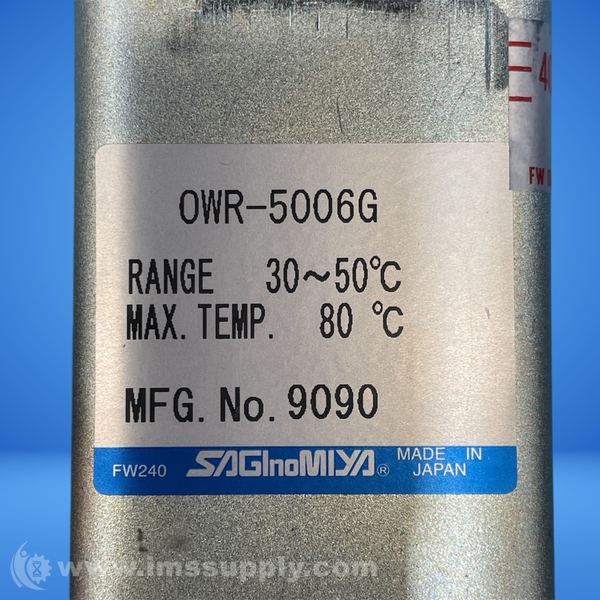 OWR-5006G
RANGE 30~50℃
MAX. TEMP. 80 ℃
MFG. No. 9090
FW240 SAGInoMIYA® MADE IN JAPAN
FW
www.imssupply.com